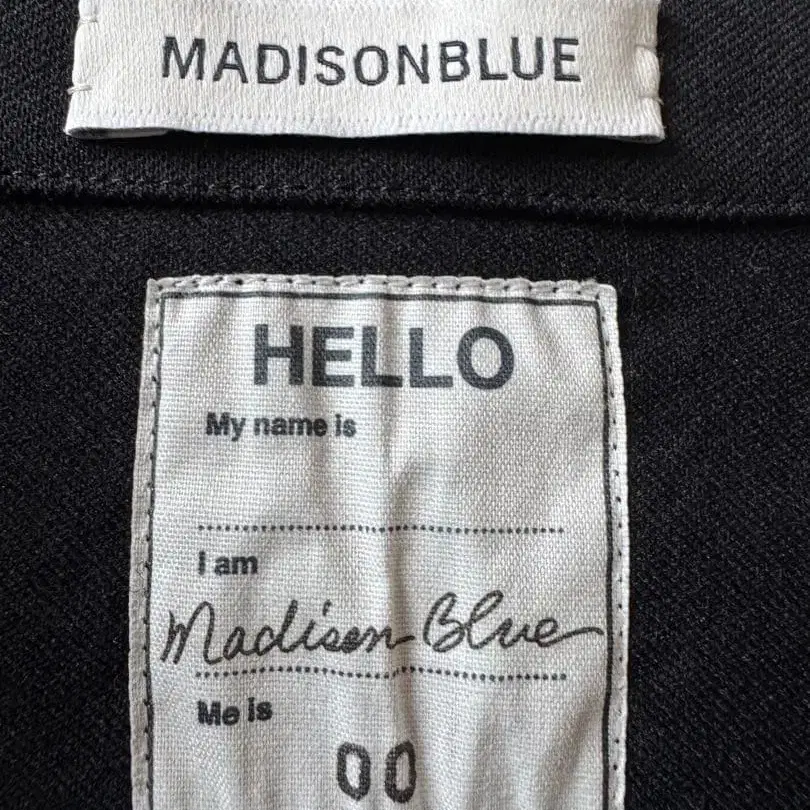 MADISONBLUE
HELLO
My name is
I am
Madison Blue
Me is
00